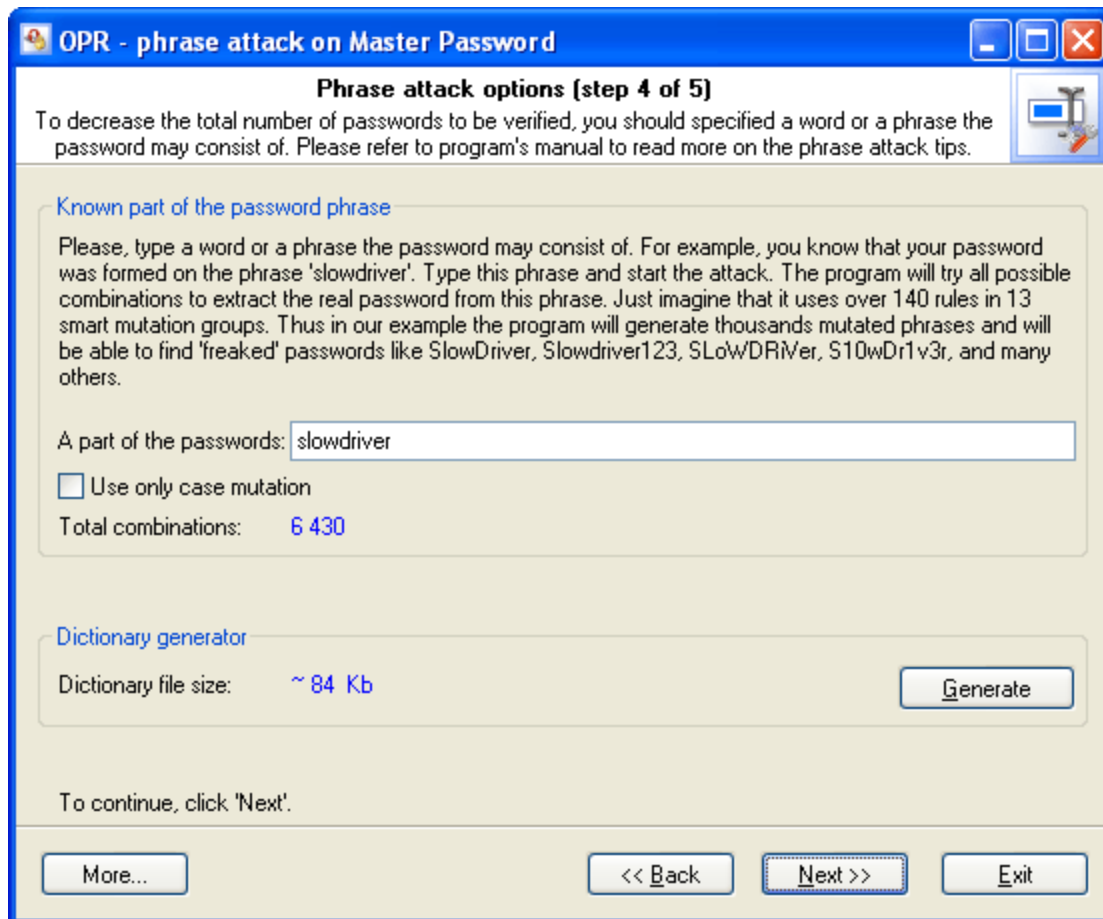 OPR - phrase attack on Master Password
Phrase attack options (step 4 of 5)
To decrease the total number of passwords to be verified, you should specified a word or a phrase the
password may consist of. Please refer to program's manual to read more on the phrase attack tips.
Known part of the password phrase
Please, type a word or a phrase the password may consist of. For example, you know that your password
was formed on the phrase 'slowdriver'. Type this phrase and start the attack. The program will try all possible
combinations to extract the real password from this phrase. Just imagine that it uses over 140 rules in 13
smart mutation groups. Thus in our example the program will generate thousands mutated phrases and will
be able to find 'freaked' passwords like SlowDriver, Slowdriver123, SLoWDRiVer, S10wDr1v3r, and many
others.
A part of the passwords: slowdriver
Use only case mutation
Total combinations: 6 430
Dictionary generator
Dictionary file size: ~ 84 Kb
Generate
To continue, click 'Next'.
More... << Back Next >> Exit